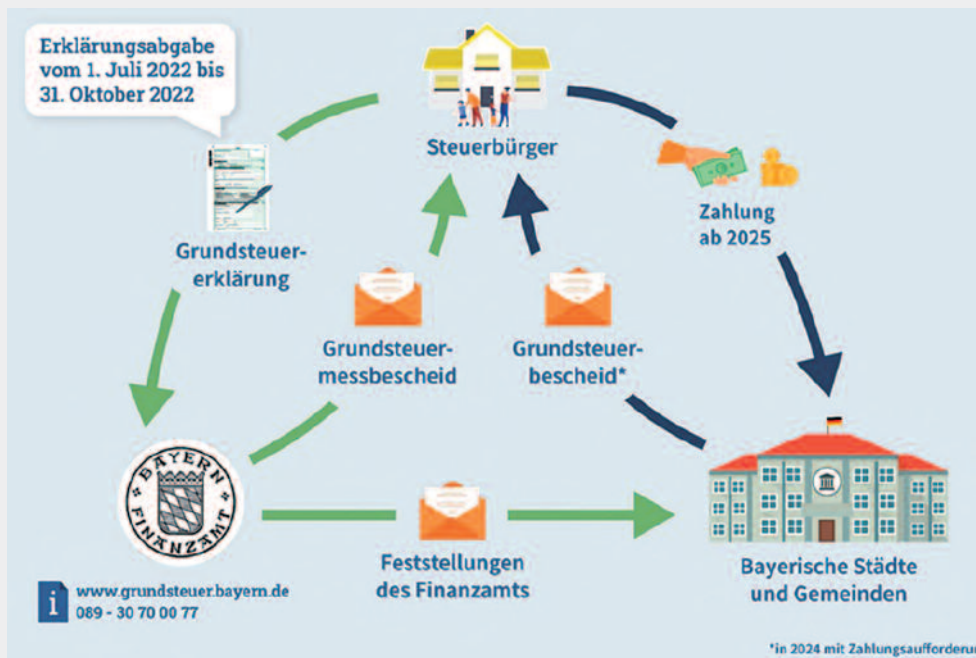 Erklärungsabgabe
vom 1. Juli 2022 bis
31. Oktober 2022
Steuerbürger
Grundsteuer-
erklärung
Zahlung
ab 2025
Grundsteuer-
messbescheid
Grundsteuer-
bescheid*
BAYERN
FINANZAMT
Feststellungen
des Finanzamts
Bayerische Städte
und Gemeinden
i
www.grundsteuer.bayern.de
089 - 30 70 00 77
*in 2024 mit Zahlungsaufforderu